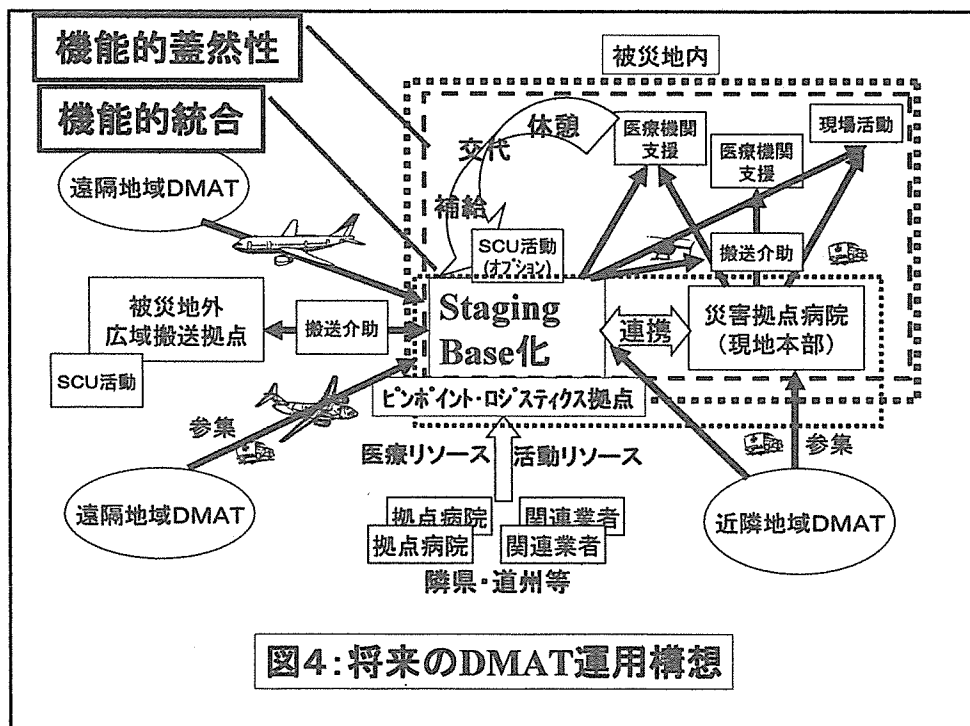 機能的蓋然性
機能的統合
被災地内
遠隔地域DMAT
休憩
交代
補給
医療機関
支援
医療機関
支援
現場活動
SCU活動
(オプション)
搬送介助
被災地外
広域搬送拠点
搬送介助
SCU活動
Staging
Base化
連携
災害拠点病院
(現地本部)
ピンポイント・ロジスティクス拠点
参集
医療リソース
活動リソース
参集
遠隔地域DMAT
拠点病院
拠点病院
関連業者
関連業者
隣県・道州等
近隣地域DMAT
図4:将来のDMAT運用構想